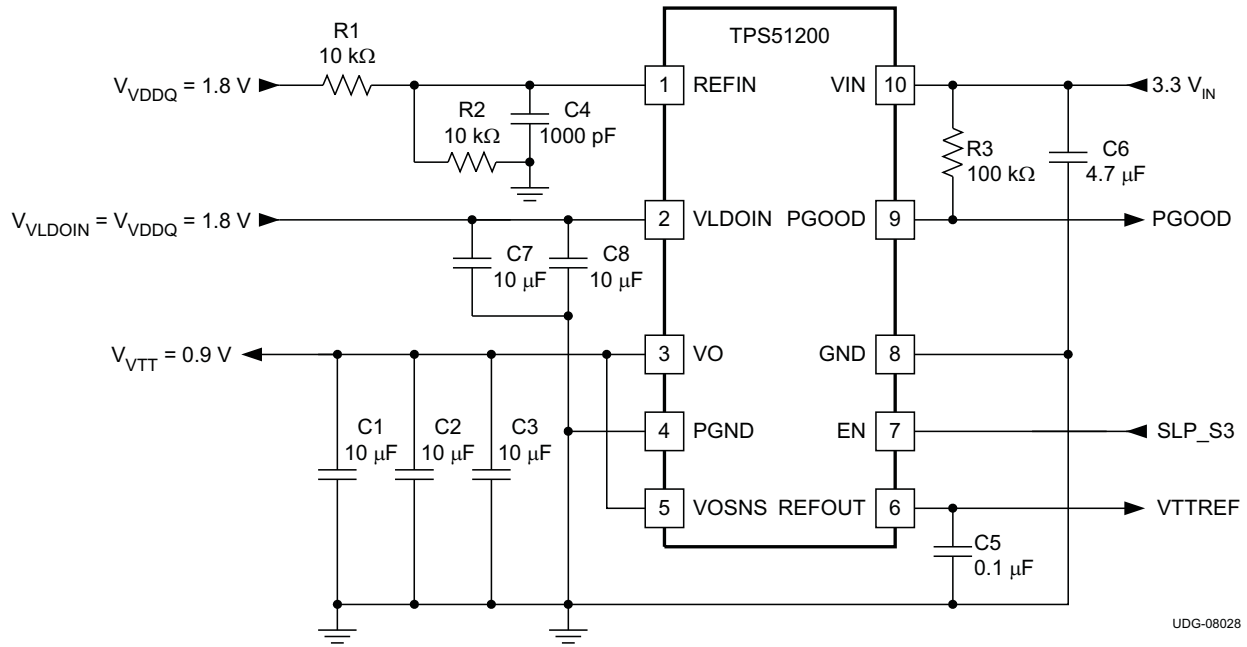 TPS51200
R1
10 kΩ
V_VDDQ = 1.8 V
1
REFIN
VIN
10
3.3 V_IN
R2
10 kΩ
C4
1000 pF
R3
100 kΩ
C6
4.7 μF
V_VLDOIN = V_VDDQ = 1.8 V
2
VLDOIN
PGOOD
9
PGOOD
C7
10 μF
C8
10 μF
V_VTT = 0.9 V
3
VO
GND
8
C1
10 μF
C2
10 μF
C3
10 μF
4
PGND
EN
7
SLP_S3
5
VOSNS
REFOUT
6
VTTREF
C5
0.1 μF
UDG-08028